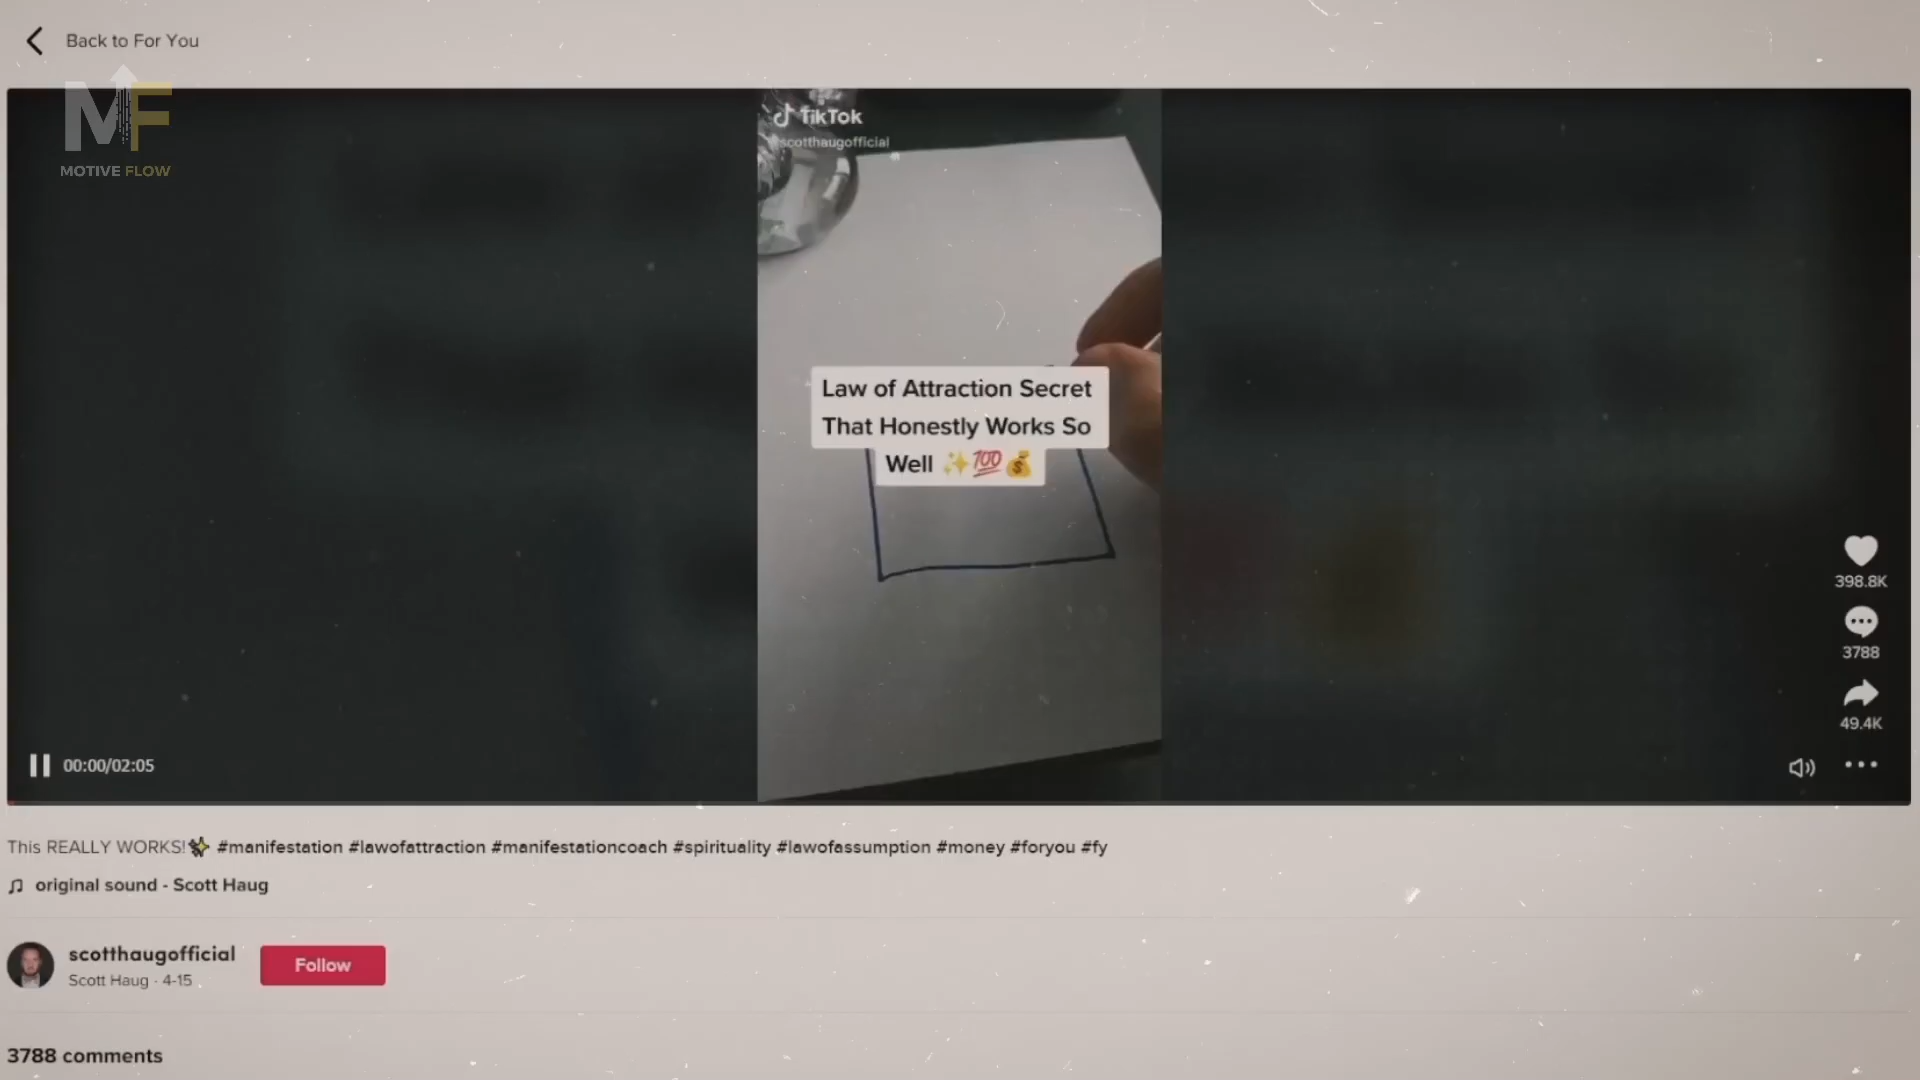 Back to For You
MF
MOTIVE FLOW
TikTok
@scotthaugofficial
Law of Attraction Secret
That Honestly Works So
Well ✨💯💰
398.8K
3788
49.4K
00:00/02:05
This REALLY WORKS!✨ #manifestation #lawofattraction #manifestationcoach #spirituality #lawofassumption #money #foryou #fy
original sound - Scott Haug
scotthaugofficial
Scott Haug · 4-15
Follow
3788 comments